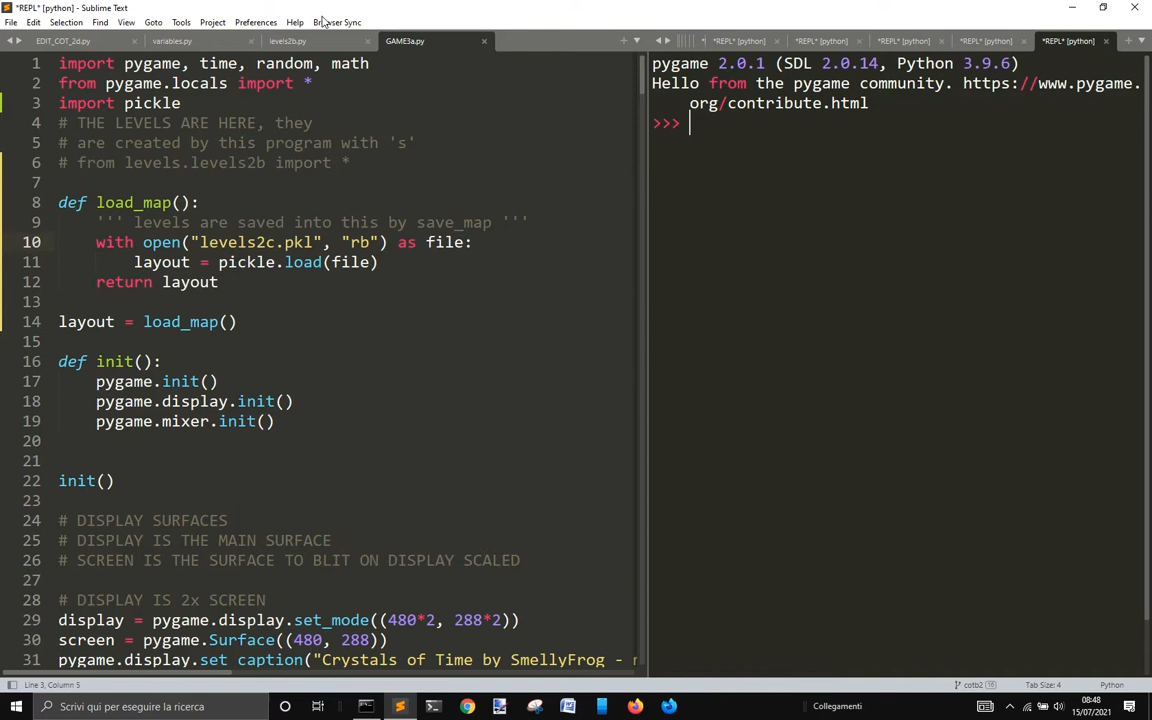 *REPL* [python] - Sublime Text
File Edit Selection Find View Goto Tools Project Preferences Help Browser Sync
EDIT_COT_2d.py variables.py levels2b.py GAME3a.py
1 import pygame, time, random, math
2 from pygame.locals import *
3 import pickle
4 # THE LEVELS ARE HERE, they
5 # are created by this program with 's'
6 # from levels.levels2b import *
7
8 def load_map():
9 ''' levels are saved into this by save_map '''
10 with open("levels2c.pkl", "rb") as file:
11 layout = pickle.load(file)
12 return layout
13
14 layout = load_map()
15
16 def init():
17 pygame.init()
18 pygame.display.init()
19 pygame.mixer.init()
20
21
22 init()
23
24 # DISPLAY SURFACES
25 # DISPLAY IS THE MAIN SURFACE
26 # SCREEN IS THE SURFACE TO BLIT ON DISPLAY SCALED
27
28 # DISPLAY IS 2x SCREEN
29 display = pygame.display.set_mode((480*2, 288*2))
30 screen = pygame.Surface((480, 288))
31 pygame.display.set_caption("Crystals of Time by SmellyFrog -
*REPL* [python] *REPL* [python] *REPL* [python] *REPL* [python] *REPL* [python]
pygame 2.0.1 (SDL 2.0.14, Python 3.9.6)
Hello from the pygame community. https://www.pygame.
org/contribute.html
>>>
Line 3, Column 5
cotb2 16 Tab Size: 4 Python
Scrivi qui per eseguire la ricerca
Collegamenti
08:48
15/07/2021